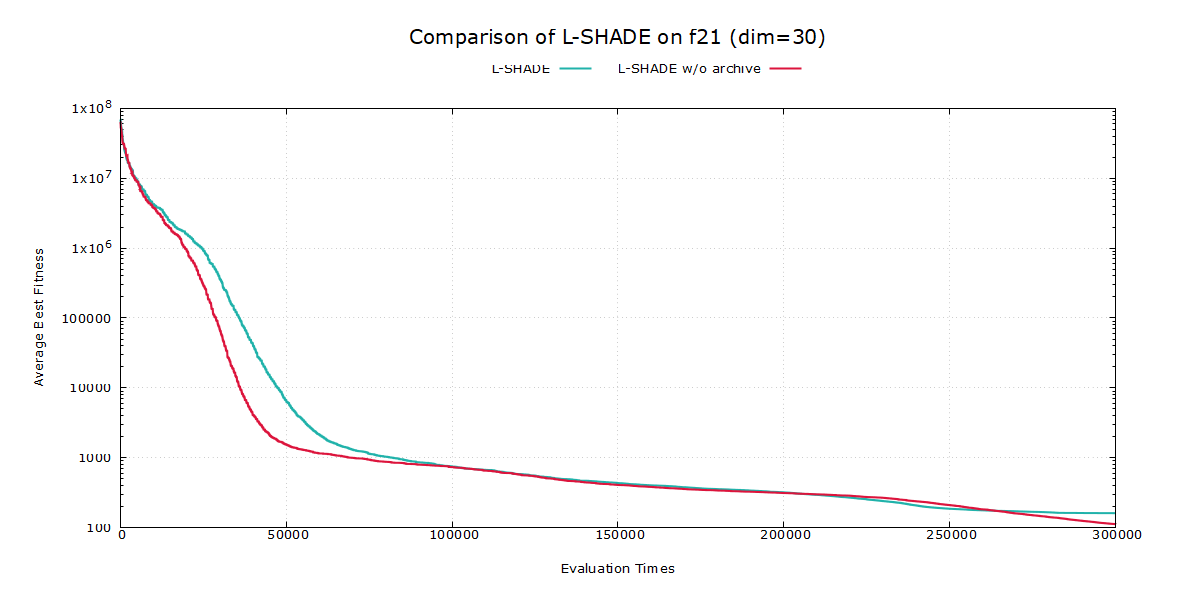 Comparison of L-SHADE on f21 (dim=30)
L-SHADE L-SHADE w/o archive
1x10^8
1x10^7
1x10^6
100000
10000
1000
100
Average Best Fitness
0 50000 100000 150000 200000 250000 300000
Evaluation Times